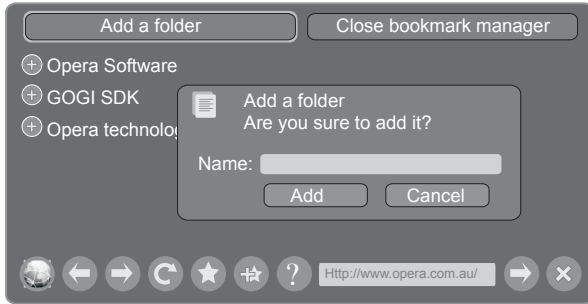 Add a folder
Close bookmark manager
Opera Software
GOGI SDK
Opera technolog
Add a folder
Are you sure to add it?
Name:
Add
Cancel
?
Http://www.opera.com.au/